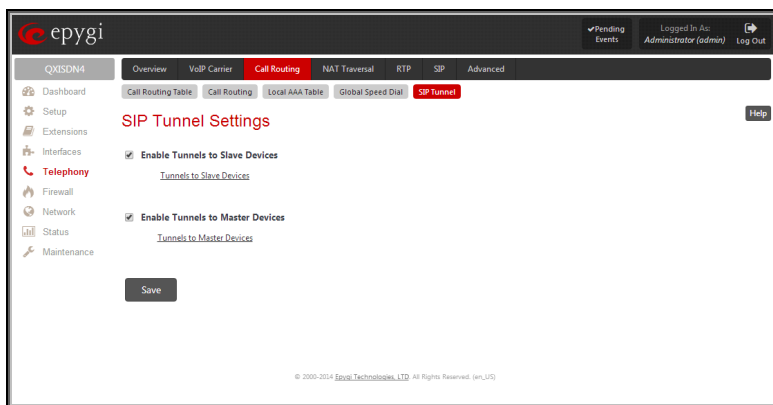 epygi
✔Pending Events
Logged In As:
Administrator (admin)
Log Out
QXISDN4
Overview VoIP Carrier Call Routing NAT Traversal RTP SIP Advanced
Dashboard
Setup
Extensions
Interfaces
Telephony
Firewall
Network
Status
Maintenance
Call Routing Table Call Routing Local AAA Table Global Speed Dial SIP Tunnel
SIP Tunnel Settings
Help
Enable Tunnels to Slave Devices
Tunnels to Slave Devices
Enable Tunnels to Master Devices
Tunnels to Master Devices
Save
© 2000-2014 Epygi Technologies, LTD. All Rights Reserved. (en_US)